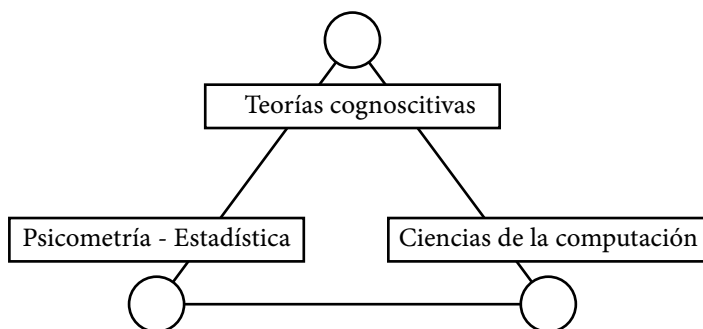 Teorías cognoscitivas
Psicometría - Estadística
Ciencias de la computación